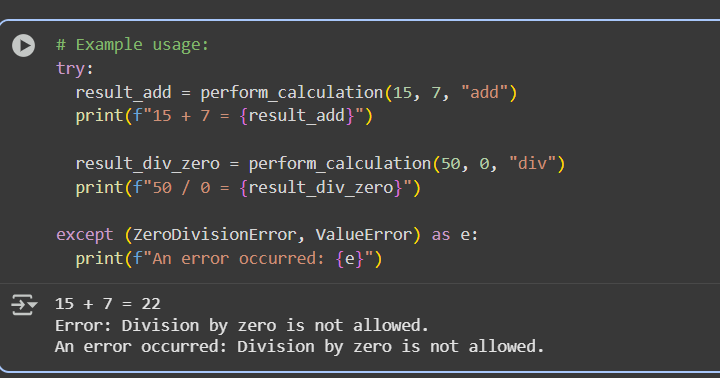 # Example usage:
try:
  result_add = perform_calculation(15, 7, "add")
  print(f"15 + 7 = {result_add}")

  result_div_zero = perform_calculation(50, 0, "div")
  print(f"50 / 0 = {result_div_zero}")

except (ZeroDivisionError, ValueError) as e:
  print(f"An error occurred: {e}")
15 + 7 = 22
Error: Division by zero is not allowed.
An error occurred: Division by zero is not allowed.